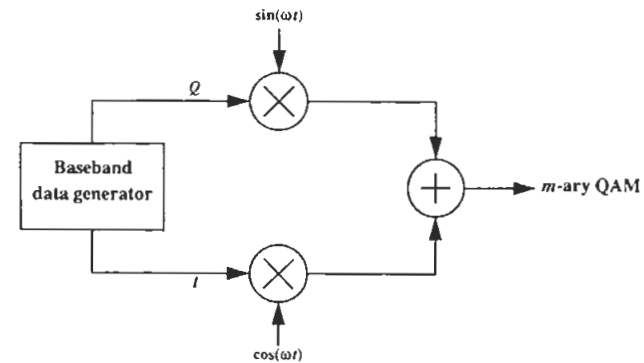 sin(ωt)
Q
Baseband
data generator
m-ary QAM
I
cos(ωt)